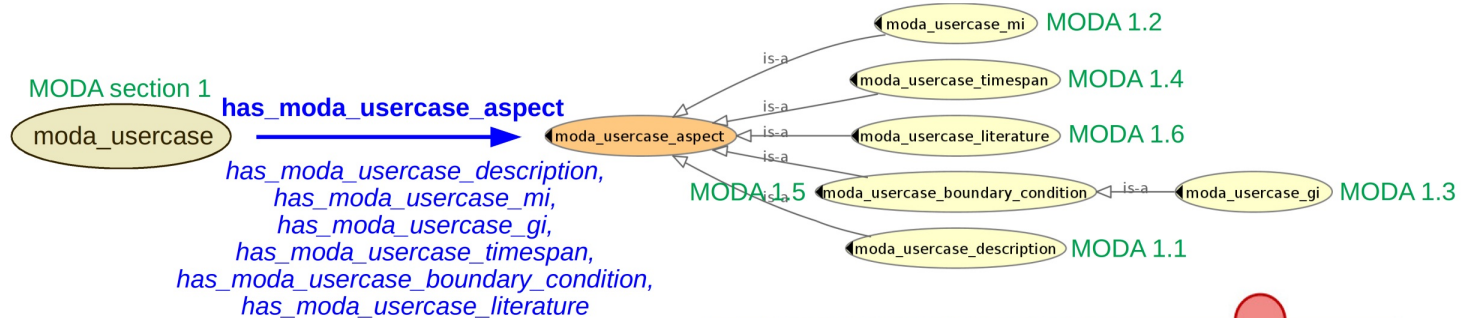 MODA section 1
moda_usercase
has_moda_usercase_aspect
has_moda_usercase_description,
has_moda_usercase_mi,
has_moda_usercase_gi,
has_moda_usercase_timespan,
has_moda_usercase_boundary_condition,
has_moda_usercase_literature
moda_usercase_aspect
is-a
is-a
is-a
is-a
is-a
moda_usercase_mi MODA 1.2
moda_usercase_timespan MODA 1.4
moda_usercase_literature MODA 1.6
MODA 1.5 moda_usercase_boundary_condition is-a moda_usercase_gi MODA 1.3
moda_usercase_description MODA 1.1